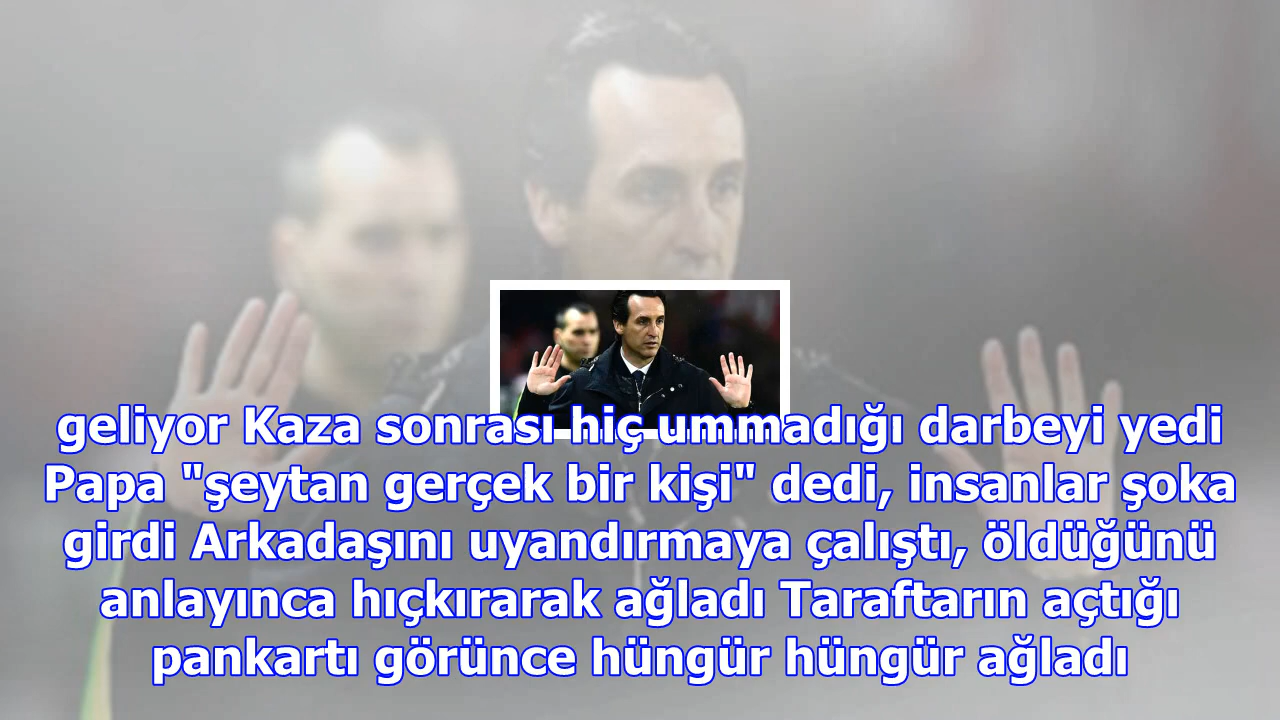 geliyor Kaza sonrası hiç ummadığı darbeyi yedi
Papa "şeytan gerçek bir kişi" dedi, insanlar şoka
girdi Arkadaşını uyandırmaya çalıştı, öldüğünü
anlayınca hıçkırarak ağladı Taraftarın açtığı
pankartı görünce hüngür hüngür ağladı